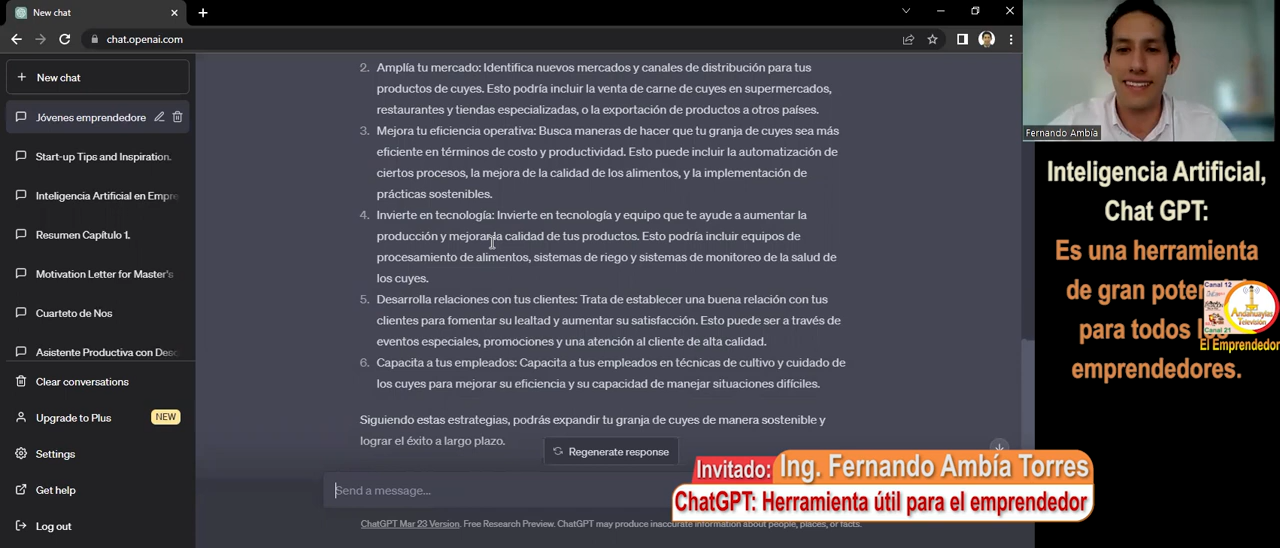 New chat
chat.openai.com
New chat
Jóvenes emprendedore
Start-up Tips and Inspiration.
Inteligencia Artificial en Empre
Resumen Capítulo 1.
Motivation Letter for Master's
Cuarteto de Nos
Asistente Productiva con Desc
Clear conversations
Upgrade to Plus NEW
Settings
Get help
Log out
2. Amplía tu mercado: Identifica nuevos mercados y canales de distribución para tus
productos de cuyes. Esto podría incluir la venta de carne de cuyes en supermercados,
restaurantes y tiendas especializadas, o la exportación de productos a otros países.
3. Mejora tu eficiencia operativa: Busca maneras de hacer que tu granja de cuyes sea más
eficiente en términos de costo y productividad. Esto puede incluir la automatización de
ciertos procesos, la mejora de la calidad de los alimentos, y la implementación de
prácticas sostenibles.
4. Invierte en tecnología: Invierte en tecnología y equipo que te ayude a aumentar la
producción y mejorar la calidad de tus productos. Esto podría incluir equipos de
procesamiento de alimentos, sistemas de riego y sistemas de monitoreo de la salud de
los cuyes.
5. Desarrolla relaciones con tus clientes: Trata de establecer una buena relación con tus
clientes para fomentar su lealtad y aumentar su satisfacción. Esto puede ser a través de
eventos especiales, promociones y una atención al cliente de alta calidad.
6. Capacita a tus empleados: Capacita a tus empleados en técnicas de cultivo y cuidado de
los cuyes para mejorar su eficiencia y su capacidad de manejar situaciones difíciles.
Siguiendo estas estrategias, podrás expandir tu granja de cuyes de manera sostenible y
lograr el éxito a largo plazo.
Regenerate response
Send a message...
ChatGPT Mar 23 Version. Free Research Preview. ChatGPT may produce inaccurate information about people, places, or facts.
Fernando Ambía
Inteligencia Artificial,
Chat GPT:
Es una herramienta
de gran poten
para todos los
emprendedores.
Canal 12
Andahuaylas
Televisión
Canal 21
El Emprendedor
Invitado: Ing. Fernando Ambía Torres
ChatGPT: Herramienta útil para el emprendedor